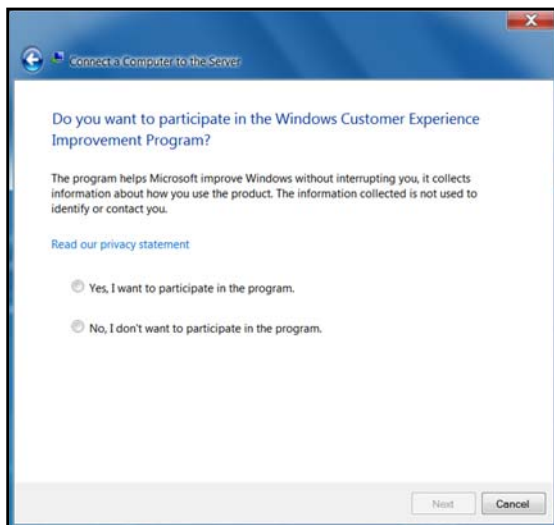 Connect a Computer to the Server
Do you want to participate in the Windows Customer Experience
Improvement Program?
The program helps Microsoft improve Windows without interrupting you, it collects
information about how you use the product. The information collected is not used to
identify or contact you.
Read our privacy statement
Yes, I want to participate in the program.
No, I don't want to participate in the program.
Next Cancel